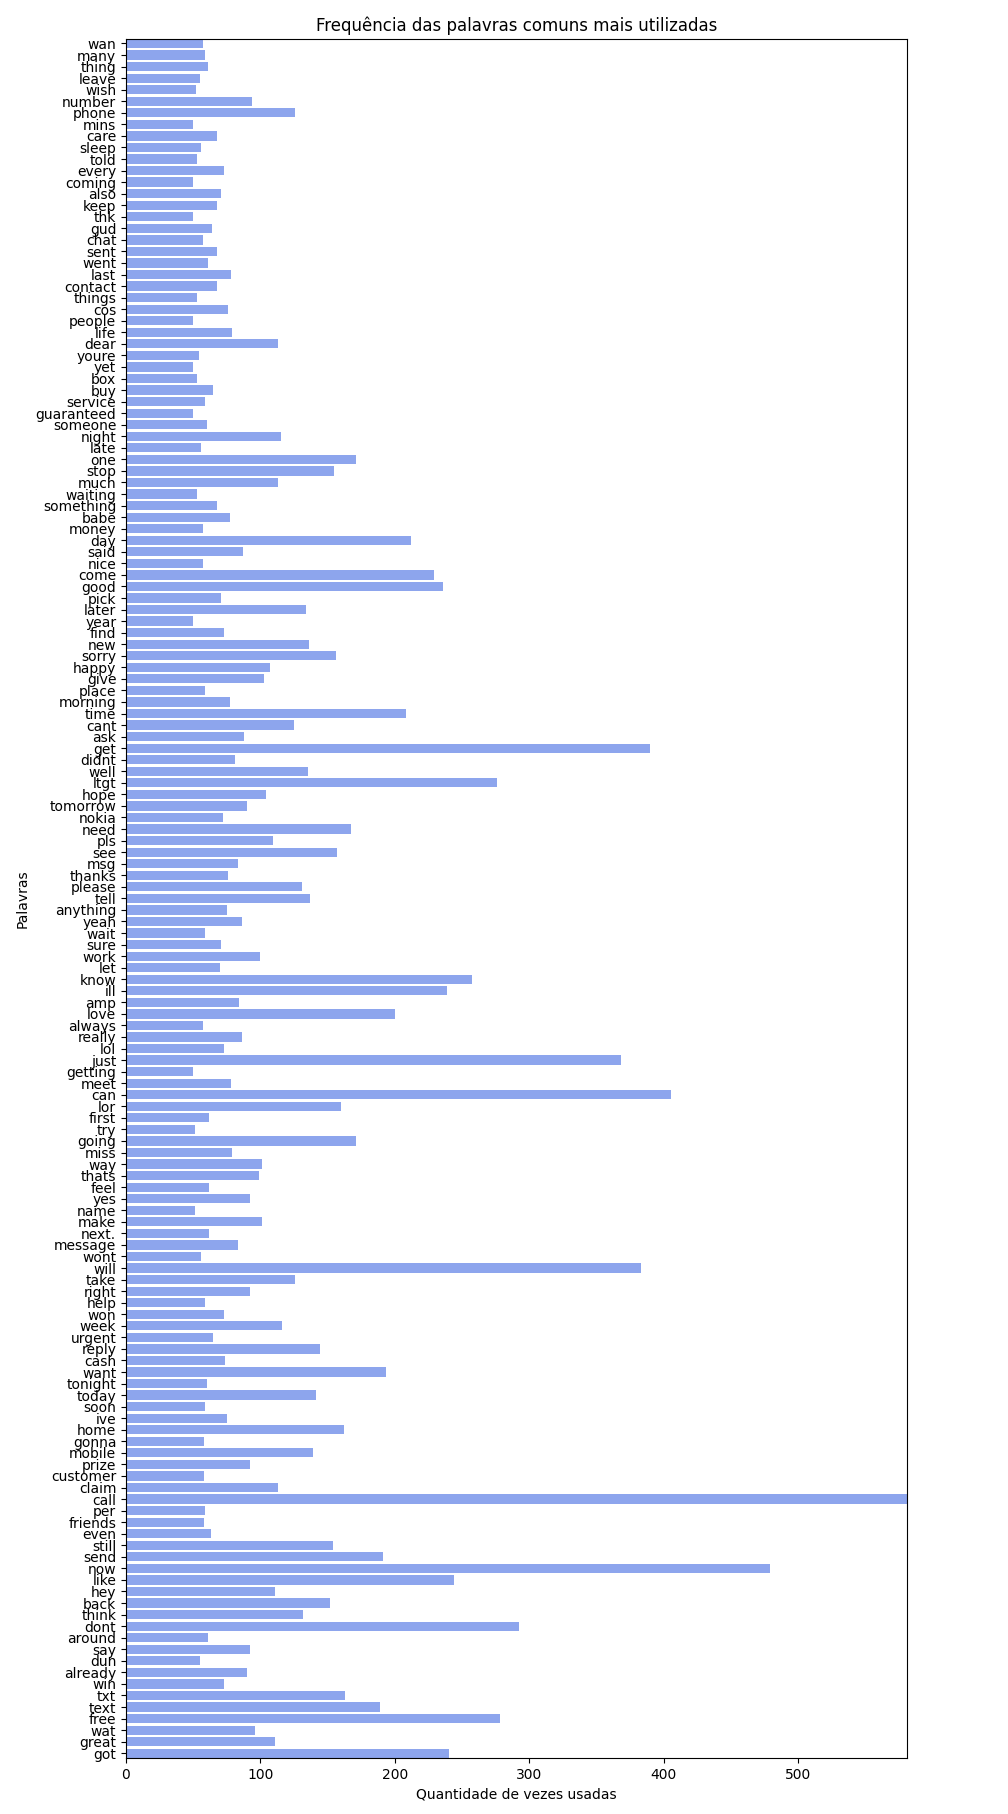 Frequência das palavras comuns mais utilizadas
wan
many
thing
leave
wish
number
phone
mins
care
sleep
told
every
coming
also
keep
thk
gud
chat
sent
went
last
contact
things
cos
people
life
dear
youre
yet
box
buy
service
guaranteed
someone
night
late
one
stop
much
waiting
something
babe
money
day
said
nice
come
good
pick
later
year
find
new
sorry
happy
give
place
morning
time
cant
ask
get
didnt
well
ltgt
hope
tomorrow
nokia
need
pls
see
msg
thanks
please
tell
anything
yeah
wait
sure
work
let
know
ill
amp
love
always
really
lol
just
getting
meet
can
lor
first
try
going
miss
way
thats
feel
yes
name
make
next.
message
wont
will
take
right
help
won
week
urgent
reply
cash
want
tonight
today
soon
ive
home
gonna
mobile
prize
customer
claim
call
per
friends
even
still
send
now
like
hey
back
think
dont
around
say
dun
already
win
txt
text
free
wat
great
got
Palavras
0 100 200 300 400 500
Quantidade de vezes usadas